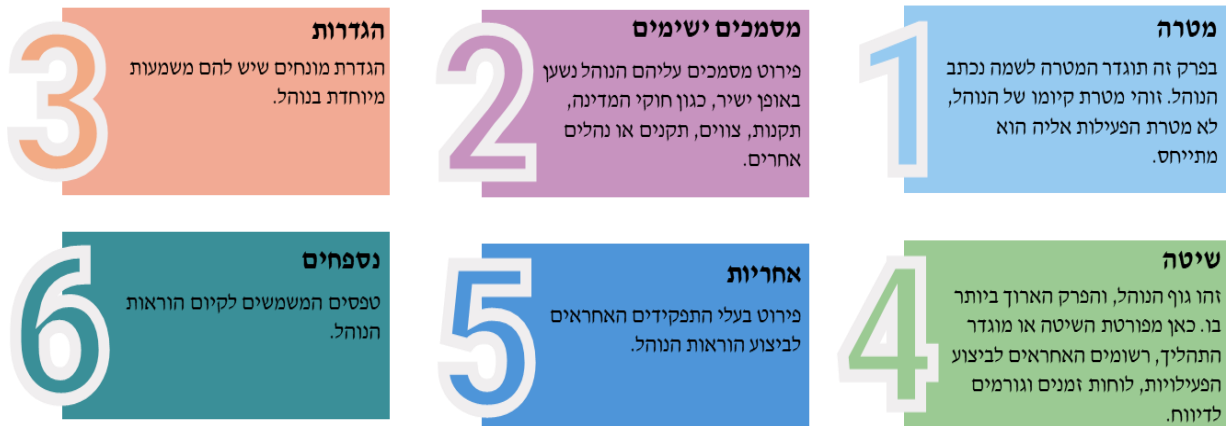 1
מטרה
בפרק זה תוגדר המטרה לשמה נכתב
הנוהל. זוהי מטרת קיומו של הנוהל,
לא מטרת הפעילות אליה הוא
מתייחס.
2
מסמכים ישימים
פירוט מסמכים עליהם הנוהל נשען
באופן ישיר, כגון חוקי המדינה,
תקנות, צווים, תקנים או נהלים
אחרים.
3
הגדרות
הגדרת מונחים שיש להם משמעות
מיוחדת בנוהל.
4
שיטה
זהו גוף הנוהל, והפרק הארוך ביותר
בו. כאן מפורטת השיטה או מוגדר
התהליך, רשומים האחראים לביצוע
הפעילויות, לוחות זמנים וגורמים
לדיווח.
5
אחריות
פירוט בעלי התפקידים האחראים
לביצוע הוראות הנוהל.
6
נספחים
טפסים המשמשים לקיום הוראות
הנוהל.